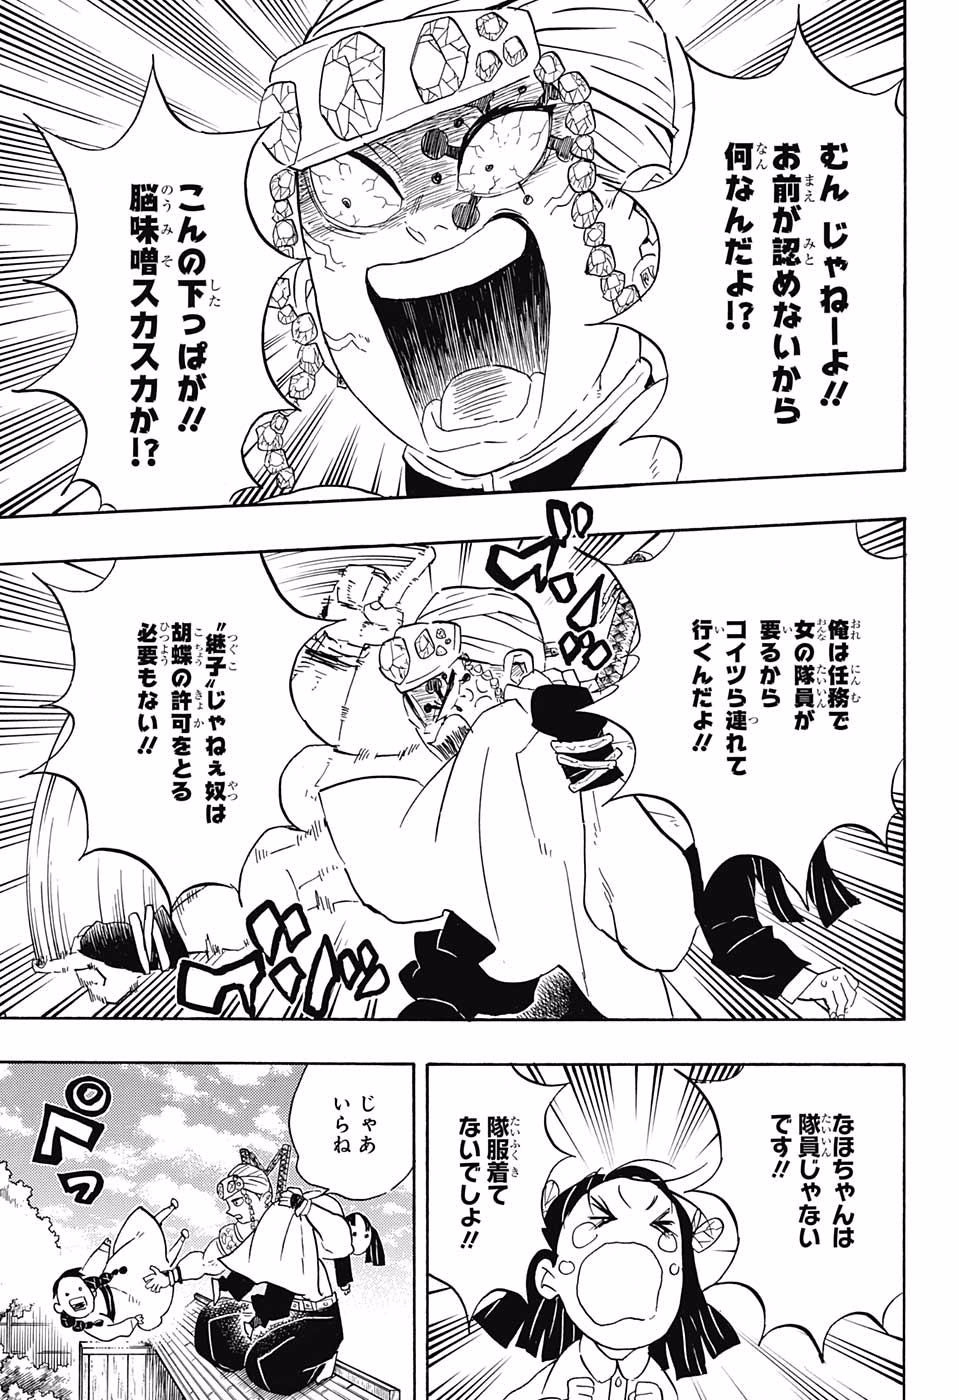 むん じゃねーよ!!
お前が認めないから
何なんだよ!?
こんの下っぱが!!
脳味噌スカスカか!?
俺は任務で
女の隊員が
要るから
コイツら連れて
行くんだよ!!
ズン
“継子”じゃねぇ奴は
胡蝶の許可をとる
必要もない!!
でズッ
なほちゃんは
隊員じゃない
です!!
隊服着て
ないでしょ!!
じゃあ
いらね
ペッ